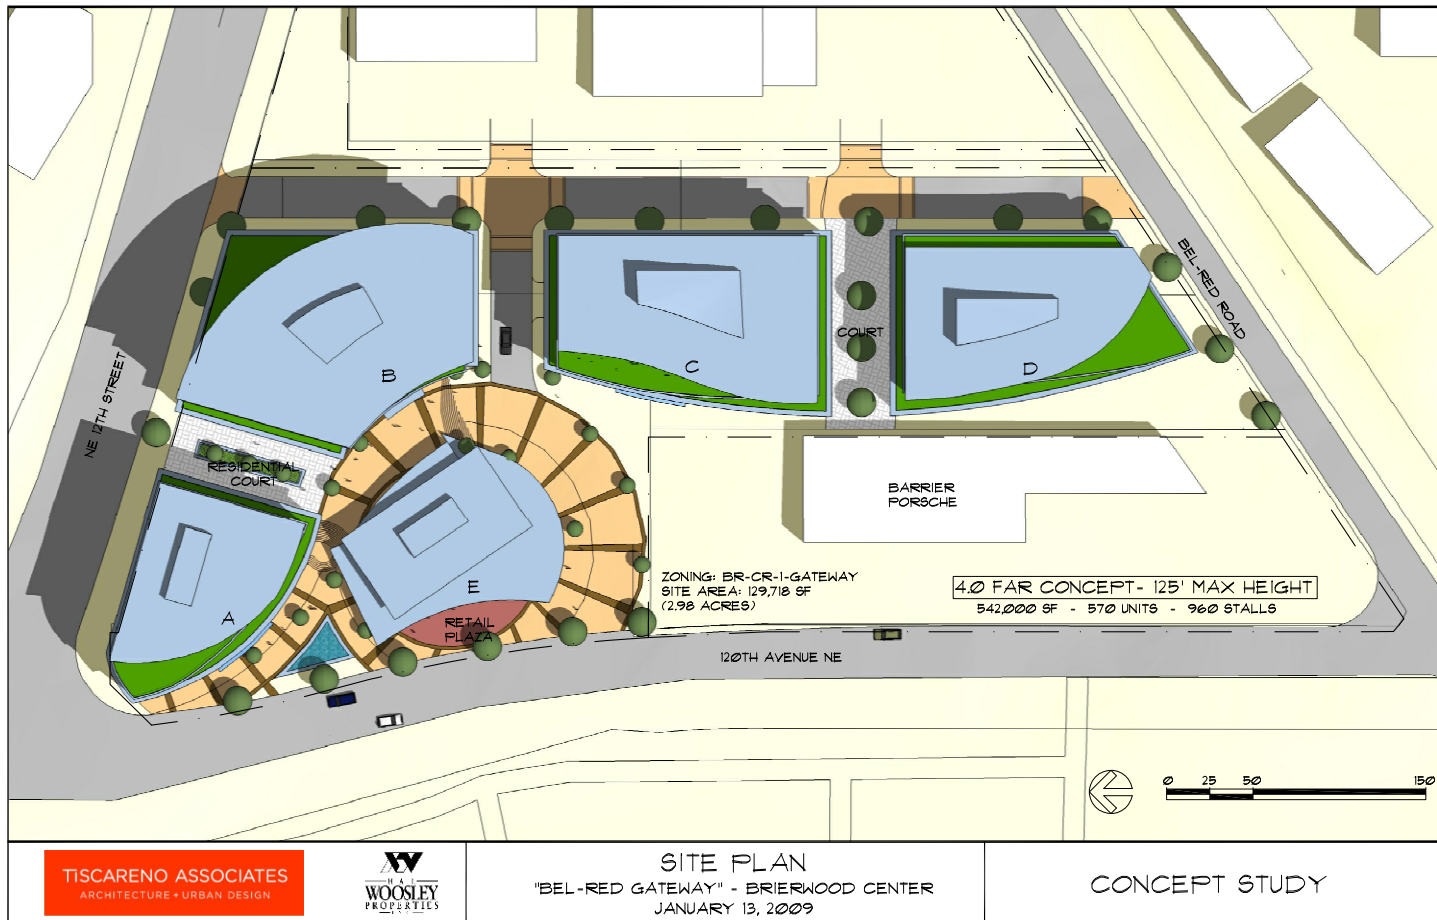 BEL-RED ROAD
NE 12TH STREET
B
C
COURT
D
RESIDENTIAL
COURT
BARRIER
PORSCHE
A
E
RETAIL
PLAZA
ZONING: BR-CR-1-GATEWAY
SITE AREA: 129,718 SF
(2.98 ACRES)
4.0 FAR CONCEPT- 125' MAX HEIGHT
542,000 SF - 570 UNITS - 960 STALLS
120TH AVENUE NE
0 25 50 150
TISCARENO ASSOCIATES
ARCHITECTURE + URBAN DESIGN
HAL
WOOSLEY
PROPERTIES
INC
SITE PLAN
"BEL-RED GATEWAY" - BRIERWOOD CENTER
JANUARY 13, 2009
CONCEPT STUDY